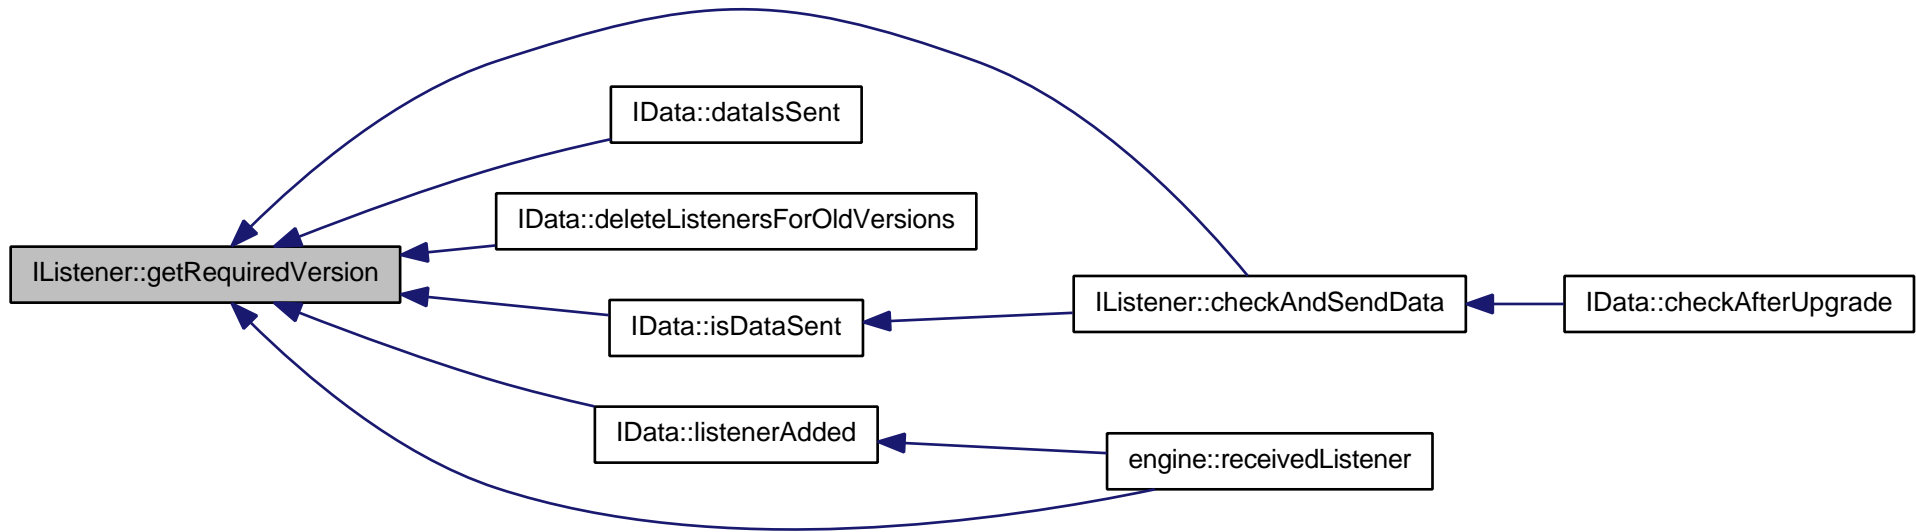 IData::dataIsSent
IData::deleteListenersForOldVersions
IListener::getRequiredVersion
IData::isDataSent
IListener::checkAndSendData
IData::checkAfterUpgrade
IData::listenerAdded
engine::receivedListener